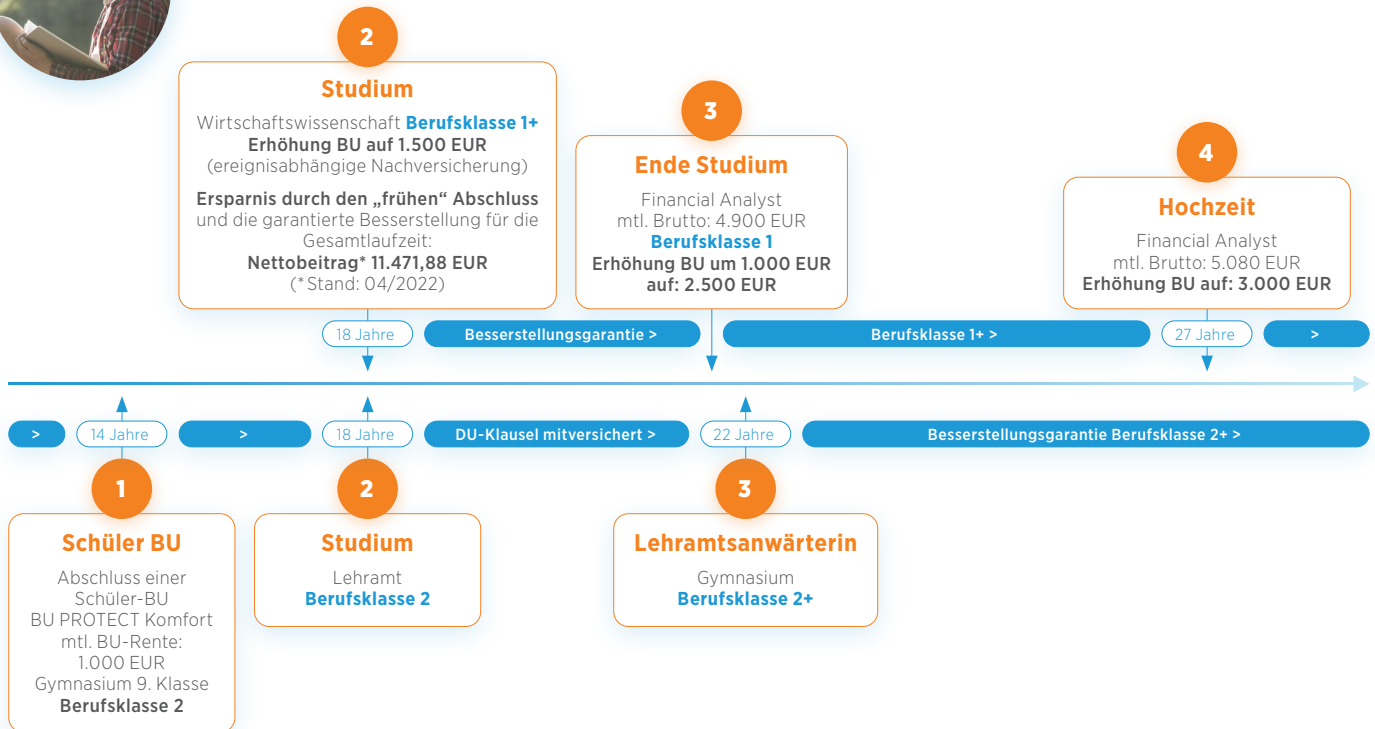 2
Studium
Wirtschaftswissenschaft Berufsklasse 1+
Erhöhung BU auf 1.500 EUR
(ereignisabhängige Nachversicherung)
Ersparnis durch den „frühen“ Abschluss
und die garantierte Besserstellung für die
Gesamtlaufzeit:
Nettobeitrag* 11.471,88 EUR
(* Stand: 04/2022)
3
Ende Studium
Financial Analyst
mtl. Brutto: 4.900 EUR
Berufsklasse 1
Erhöhung BU um 1.000 EUR
auf: 2.500 EUR
4
Hochzeit
Financial Analyst
mtl. Brutto: 5.080 EUR
Erhöhung BU auf: 3.000 EUR
18 Jahre
Besserstellungsgarantie >
Berufsklasse 1+ >
27 Jahre
>
>
14 Jahre
>
18 Jahre
DU-Klausel mitversichert >
22 Jahre
Besserstellungsgarantie Berufsklasse 2+ >
1
Schüler BU
Abschluss einer
Schüler-BU
BU PROTECT Komfort
mtl. BU-Rente:
1.000 EUR
Gymnasium 9. Klasse
Berufsklasse 2
2
Studium
Lehramt
Berufsklasse 2
3
Lehramtsanwärterin
Gymnasium
Berufsklasse 2+